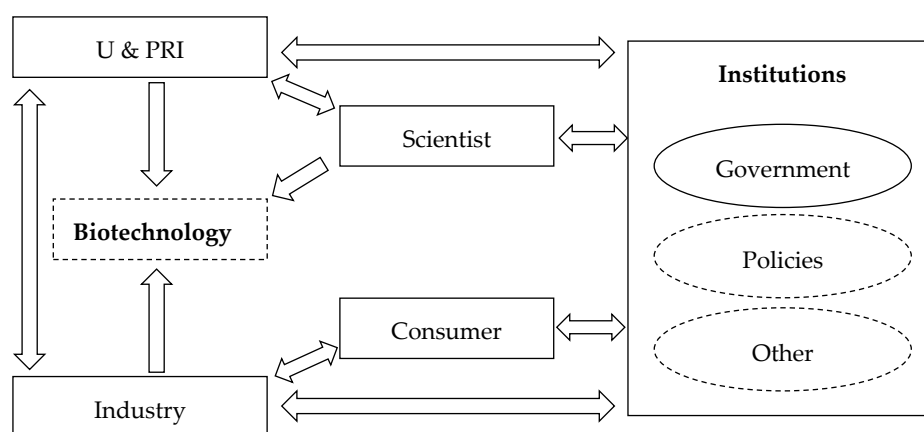 U & PRI
Institutions
Scientist
Government
Biotechnology
Policies
Consumer
Other
Industry